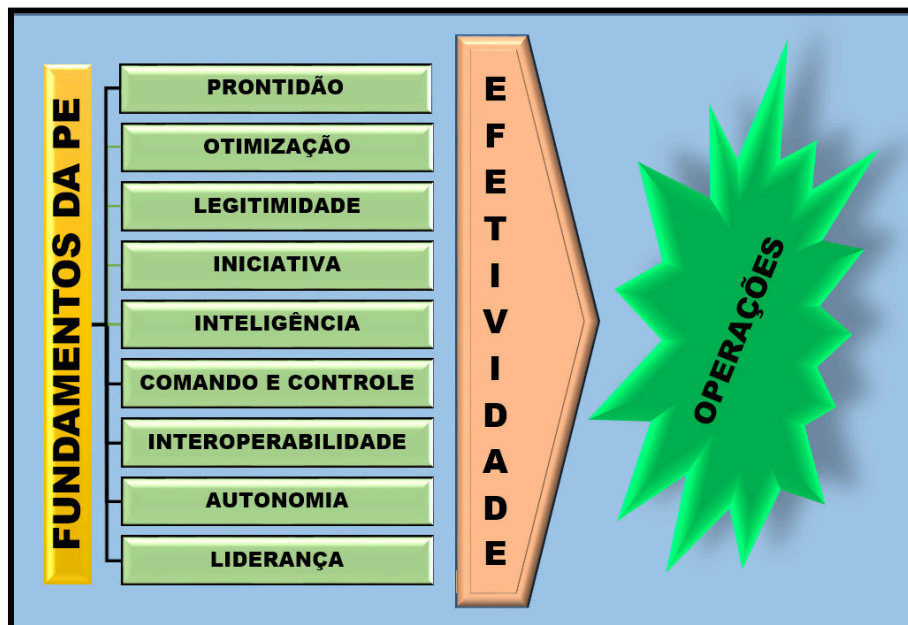 FUNDAMENTOS DA PE
PRONTIDÃO
OTIMIZAÇÃO
LEGITIMIDADE
INICIATIVA
INTELIGÊNCIA
COMANDO E CONTROLE
INTEROPERABILIDADE
AUTONOMIA
LIDERANÇA
EFETIVIDADE
OPERAÇÕES